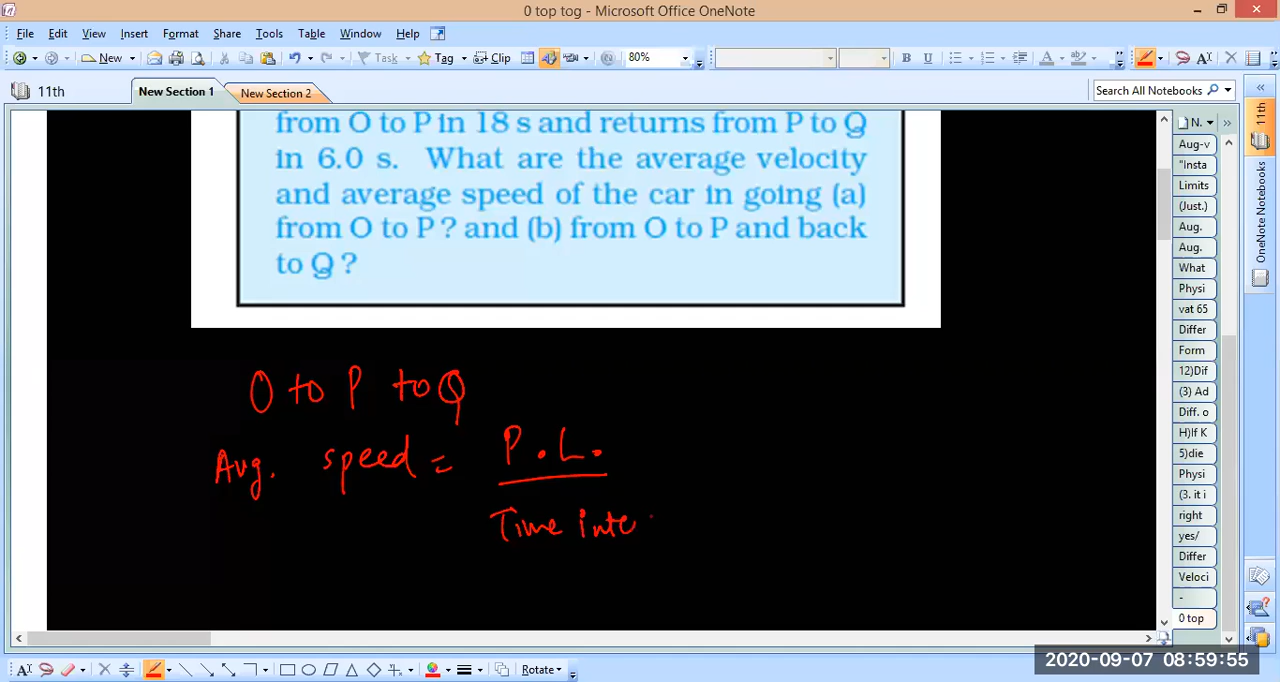 0 top tog - Microsoft Office OneNote
File Edit View Insert Format Share Tools Table Window Help
New Task Tag Clip 80% B U
11th New Section 1 New Section 2 Search All Notebooks
from O to P in 18 s and returns from P to Q
in 6.0 s. What are the average velocity
and average speed of the car in going (a)
from O to P ? and (b) from O to P and back
to Q ?
O to P to Q
Avg. speed = P.L.
Time inte
N.
Aug-v
"Insta
Limits
(Just.)
Aug.
Aug.
What
Physi
vat 65
Differ
Form
12)Dif
(3) Ad
Diff. o
H)If K
5)die
Physi
(3. it i
right
yes/
Differ
Veloci
-
0 top
11th
OneNote Notebooks
Rotate
2020-09-07 08:59:55